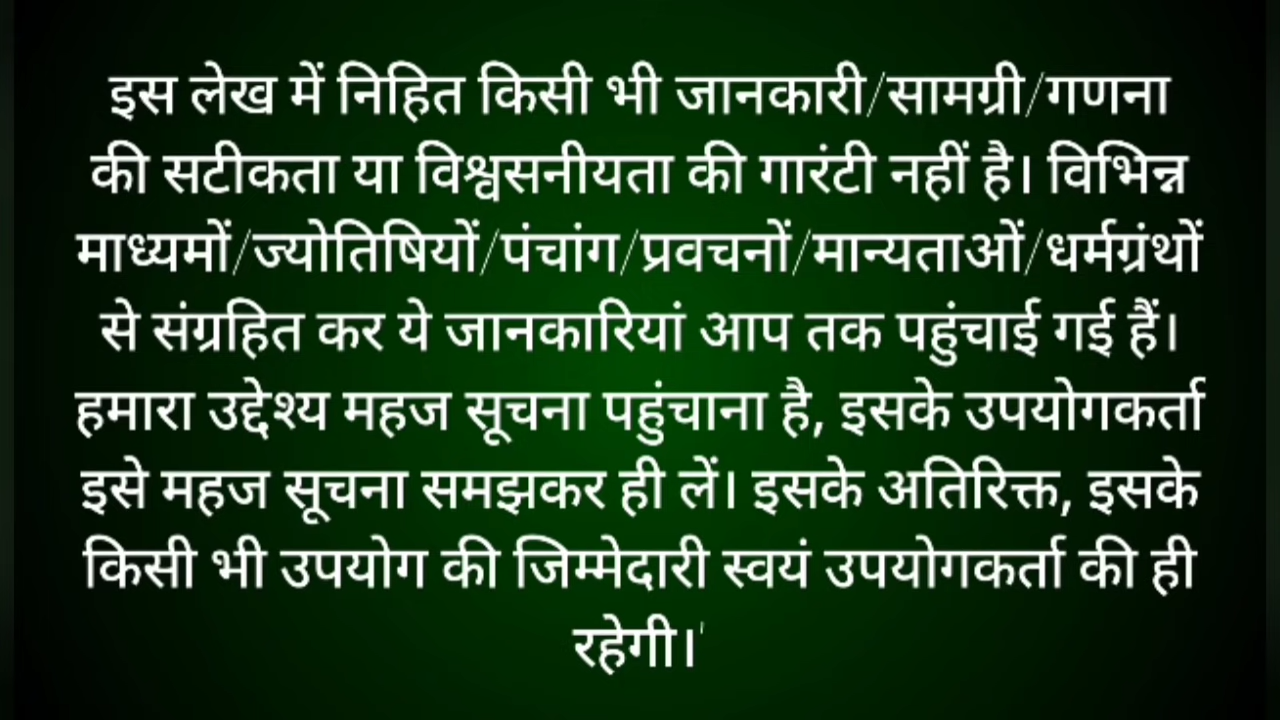 इस लेख में निहित किसी भी जानकारी/सामग्री/गणना
की सटीकता या विश्वसनीयता की गारंटी नहीं है। विभिन्न
माध्यमों/ज्योतिषियों/पंचांग/प्रवचनों/मान्यताओं/धर्मग्रंथों
से संग्रहित कर ये जानकारियां आप तक पहुंचाई गई हैं।
हमारा उद्देश्य महज सूचना पहुंचाना है, इसके उपयोगकर्ता
इसे महज सूचना समझकर ही लें। इसके अतिरिक्त, इसके
किसी भी उपयोग की जिम्मेदारी स्वयं उपयोगकर्ता की ही
रहेगी।'